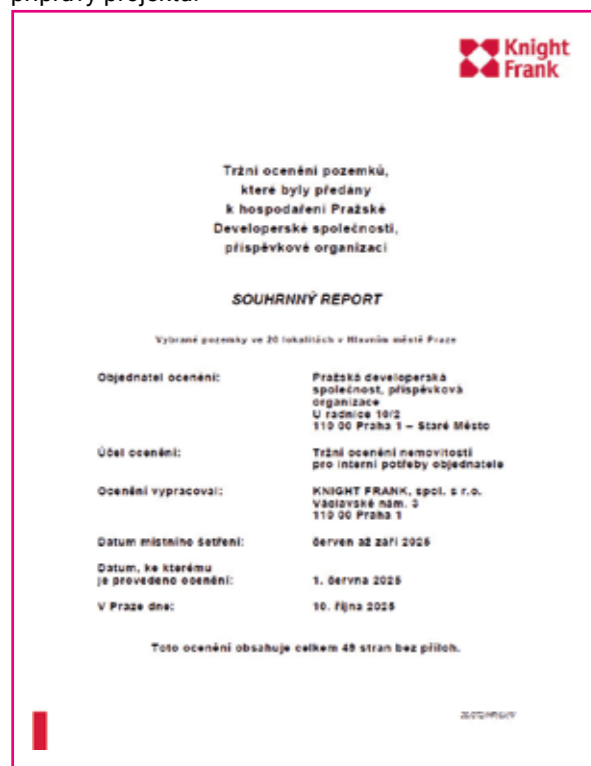 přípravy projektu.
Knight
Frank
Tržní ocenění pozemků,
které byly předány
k hospodaření Pražské
Developerské společnosti,
příspěvkové organizaci
SOUHRNNÝ REPORT
Vybrané pozemky ve 20 lokalitách v Hlavním městě Praze
Objednatel ocenění:
Pražská developerská
společnost, příspěvková
organizace
U radnice 10/2
110 00 Praha 1 – Staré Město
Účel ocenění:
Tržní ocenění nemovitostí
pro interní potřeby objednatele
Ocenění vypracoval:
KNIGHT FRANK, spol. s r.o.
Václavské nám. 3
110 00 Praha 1
Datum místního šetření:
červen až září 2025
Datum, ke kterému
je provedeno ocenění:
1. června 2025
V Praze dne:
10. října 2025
Toto ocenění obsahuje celkem 49 stran bez příloh.